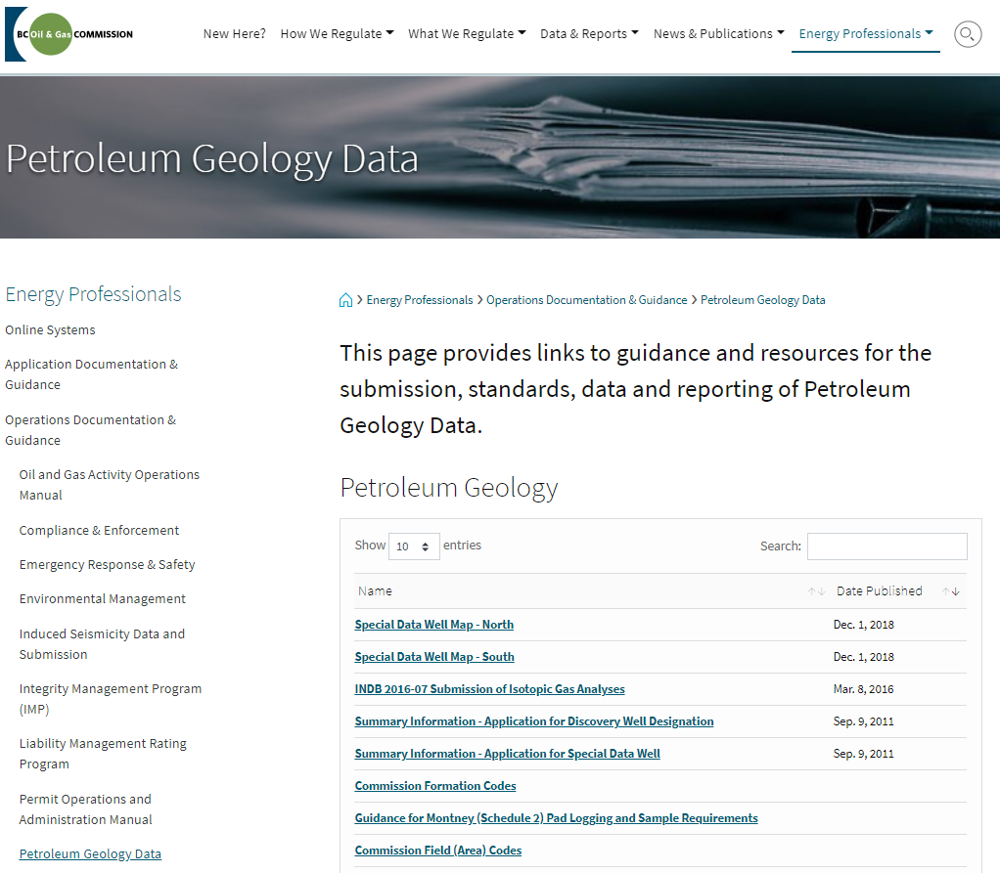 BC Oil & Gas COMMISSION
New Here? How We Regulate What We Regulate Data & Reports News & Publications Energy Professionals
Petroleum Geology Data
Energy Professionals
Online Systems
Application Documentation &
Guidance
Operations Documentation &
Guidance
Oil and Gas Activity Operations
Manual
Compliance & Enforcement
Emergency Response & Safety
Environmental Management
Induced Seismicity Data and
Submission
Integrity Management Program
(IMP)
Liability Management Rating
Program
Permit Operations and
Administration Manual
Petroleum Geology Data
Energy Professionals > Operations Documentation & Guidance > Petroleum Geology Data
This page provides links to guidance and resources for the
submission, standards, data and reporting of Petroleum
Geology Data.
Petroleum Geology
Show 10 entries Search:
Name Date Published
Special Data Well Map - North Dec. 1, 2018
Special Data Well Map - South Dec. 1, 2018
INDB 2016-07 Submission of Isotopic Gas Analyses Mar. 8, 2016
Summary Information - Application for Discovery Well Designation Sep. 9, 2011
Summary Information - Application for Special Data Well Sep. 9, 2011
Commission Formation Codes
Guidance for Montney (Schedule 2) Pad Logging and Sample Requirements
Commission Field (Area) Codes